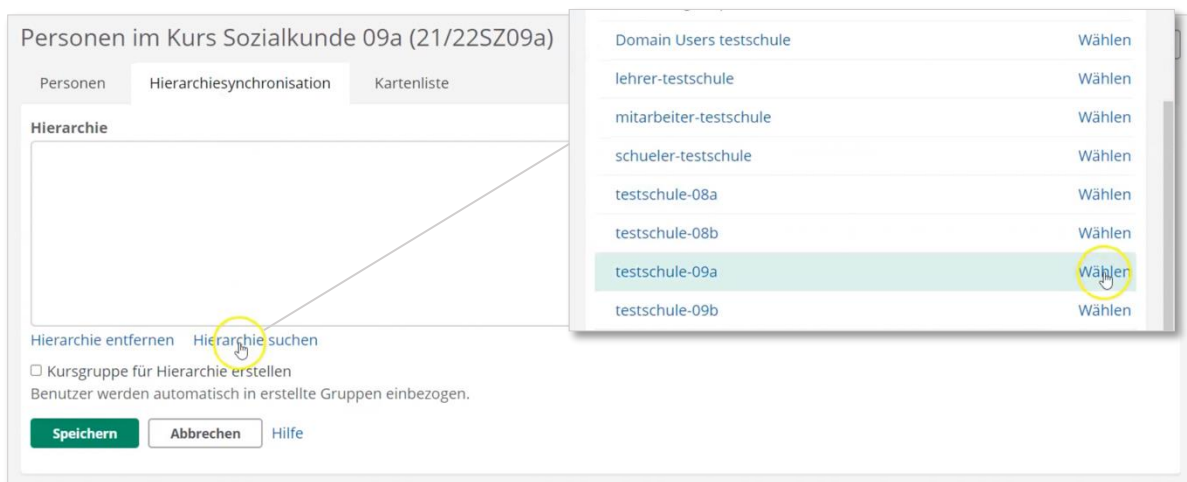 Personen im Kurs Sozialkunde 09a (21/22SZ09a)
Personen Hierarchiesynchronisation Kartenliste
Hierarchie
Hierarchie entfernen Hierarchie suchen
Kursgruppe für Hierarchie erstellen
Benutzer werden automatisch in erstellte Gruppen einbezogen.
Speichern Abbrechen Hilfe
Domain Users testschule Wählen
lehrer-testschule Wählen
mitarbeiter-testschule Wählen
schueler-testschule Wählen
testschule-08a Wählen
testschule-08b Wählen
testschule-09a Wählen
testschule-09b Wählen